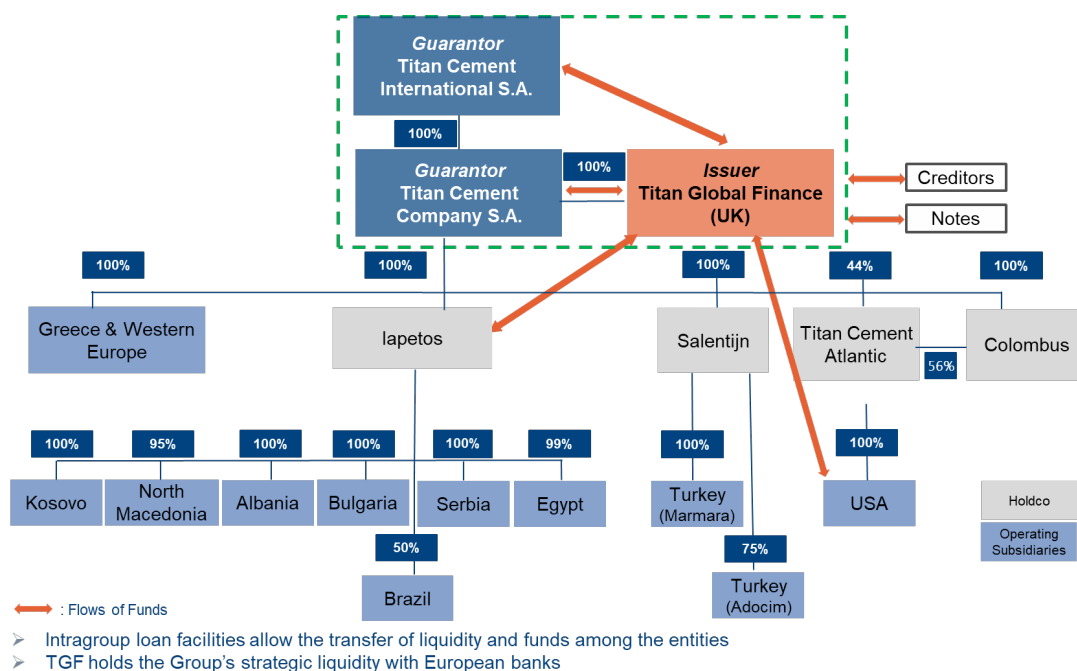 Guarantor
Titan Cement
International S.A.
100%
Guarantor
Titan Cement
Company S.A.
100%
Issuer
Titan Global Finance
(UK)
Creditors
Notes
100%
100%
100%
44%
100%
Greece & Western
Europe
Iapetos
Salentijn
Titan Cement
Atlantic
56%
Colombus
100%
95%
100%
100%
100%
99%
100%
100%
Kosovo
North
Macedonia
Albania
Bulgaria
Serbia
Egypt
Turkey
(Marmara)
USA
Holdco
Operating
Subsidiaries
50%
75%
Brazil
Turkey
(Adocim)
: Flows of Funds
➢ Intragroup loan facilities allow the transfer of liquidity and funds among the entities
➢ TGF holds the Group's strategic liquidity with European banks